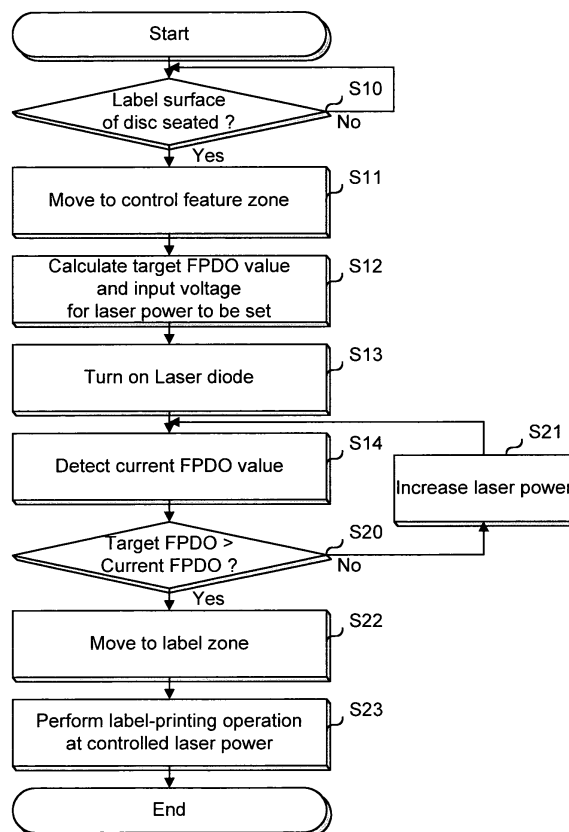 Start
Label surface
of disc seated ?
S10
No
Yes
Move to control feature zone
S11
Calculate target FPDO value
and input voltage
for laser power to be set
S12
Turn on Laser diode
S13
Detect current FPDO value
S14
S21
Increase laser power
Target FPDO >
Current FPDO ?
S20
No
Yes
Move to label zone
S22
Perform label-printing operation
at controlled laser power
S23
End